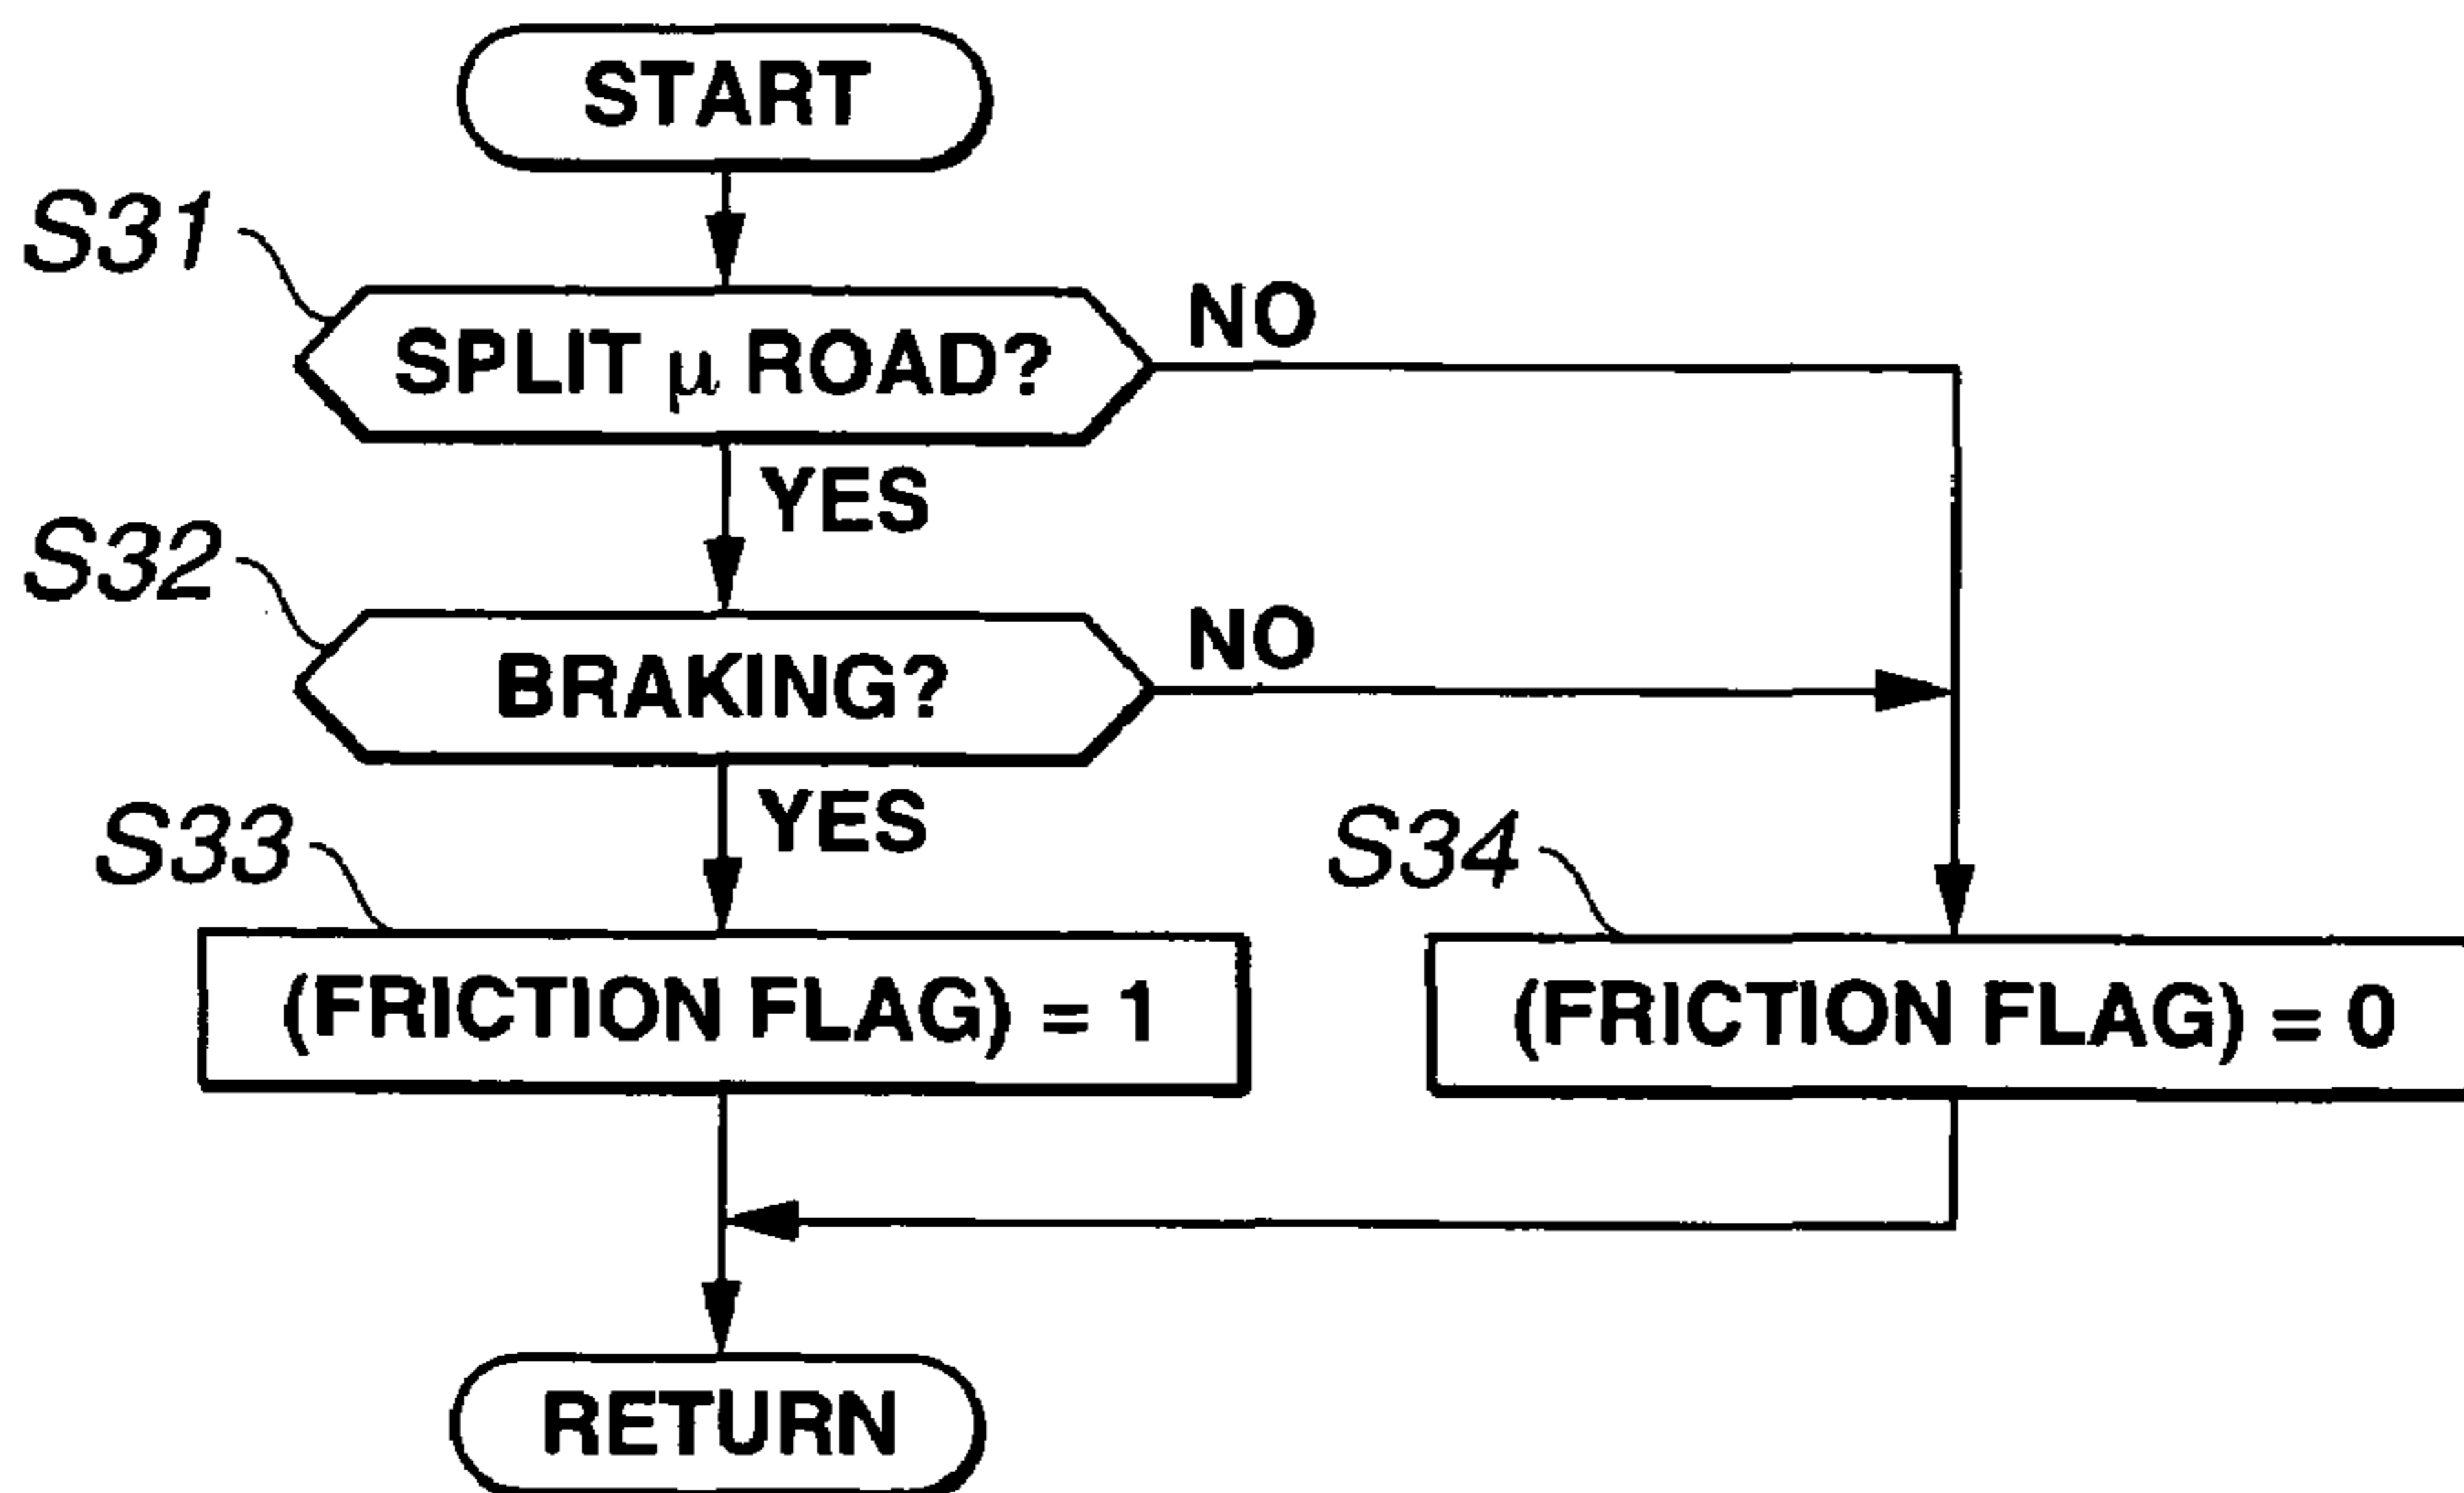 START
S31
SPLIT μ ROAD?
NO
YES
S32
BRAKING?
NO
YES
S33
(FRICTION FLAG) = 1
S34
(FRICTION FLAG) = 0
RETURN